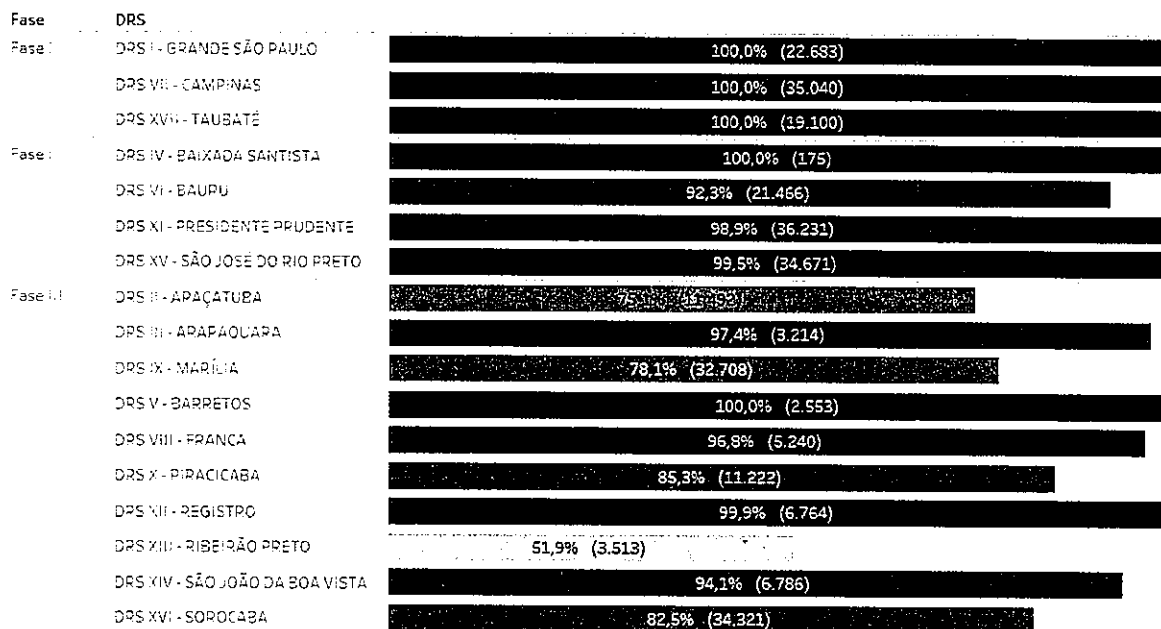 Fase DRS
Fase I DRS I - GRANDE SÃO PAULO 100,0% (22.683)
DRS VII - CAMPINAS 100,0% (35.040)
DRS XVII - TAUBATÉ 100,0% (19.100)
Fase DRS IV - BAIXADA SANTISTA 100,0% (175)
DRS VI - BAURU 92,3% (21.466)
DRS XI - PRESIDENTE PRUDENTE 98,9% (36.231)
DRS XV - SÃO JOSÉ DO RIO PRETO 99,5% (34.671)
Fase III DRS II - ARAÇATUBA
DRS III - ARARAQUARA 97,4% (3.214)
DRS IX - MARÍLIA 78,1% (32.708)
DRS V - BARRETOS 100,0% (2.553)
DRS VIII - FRANCA 96,8% (5.240)
DRS X - PIRACICABA 85,3% (11.222)
DRS XII - REGISTRO 99,9% (6.764)
DRS XIII - RIBEIRÃO PRETO 51,9% (3.513)
DRS XIV - SÃO JOÃO DA BOA VISTA 94,1% (6.786)
DRS XVI - SOROCABA 82,5% (34.321)